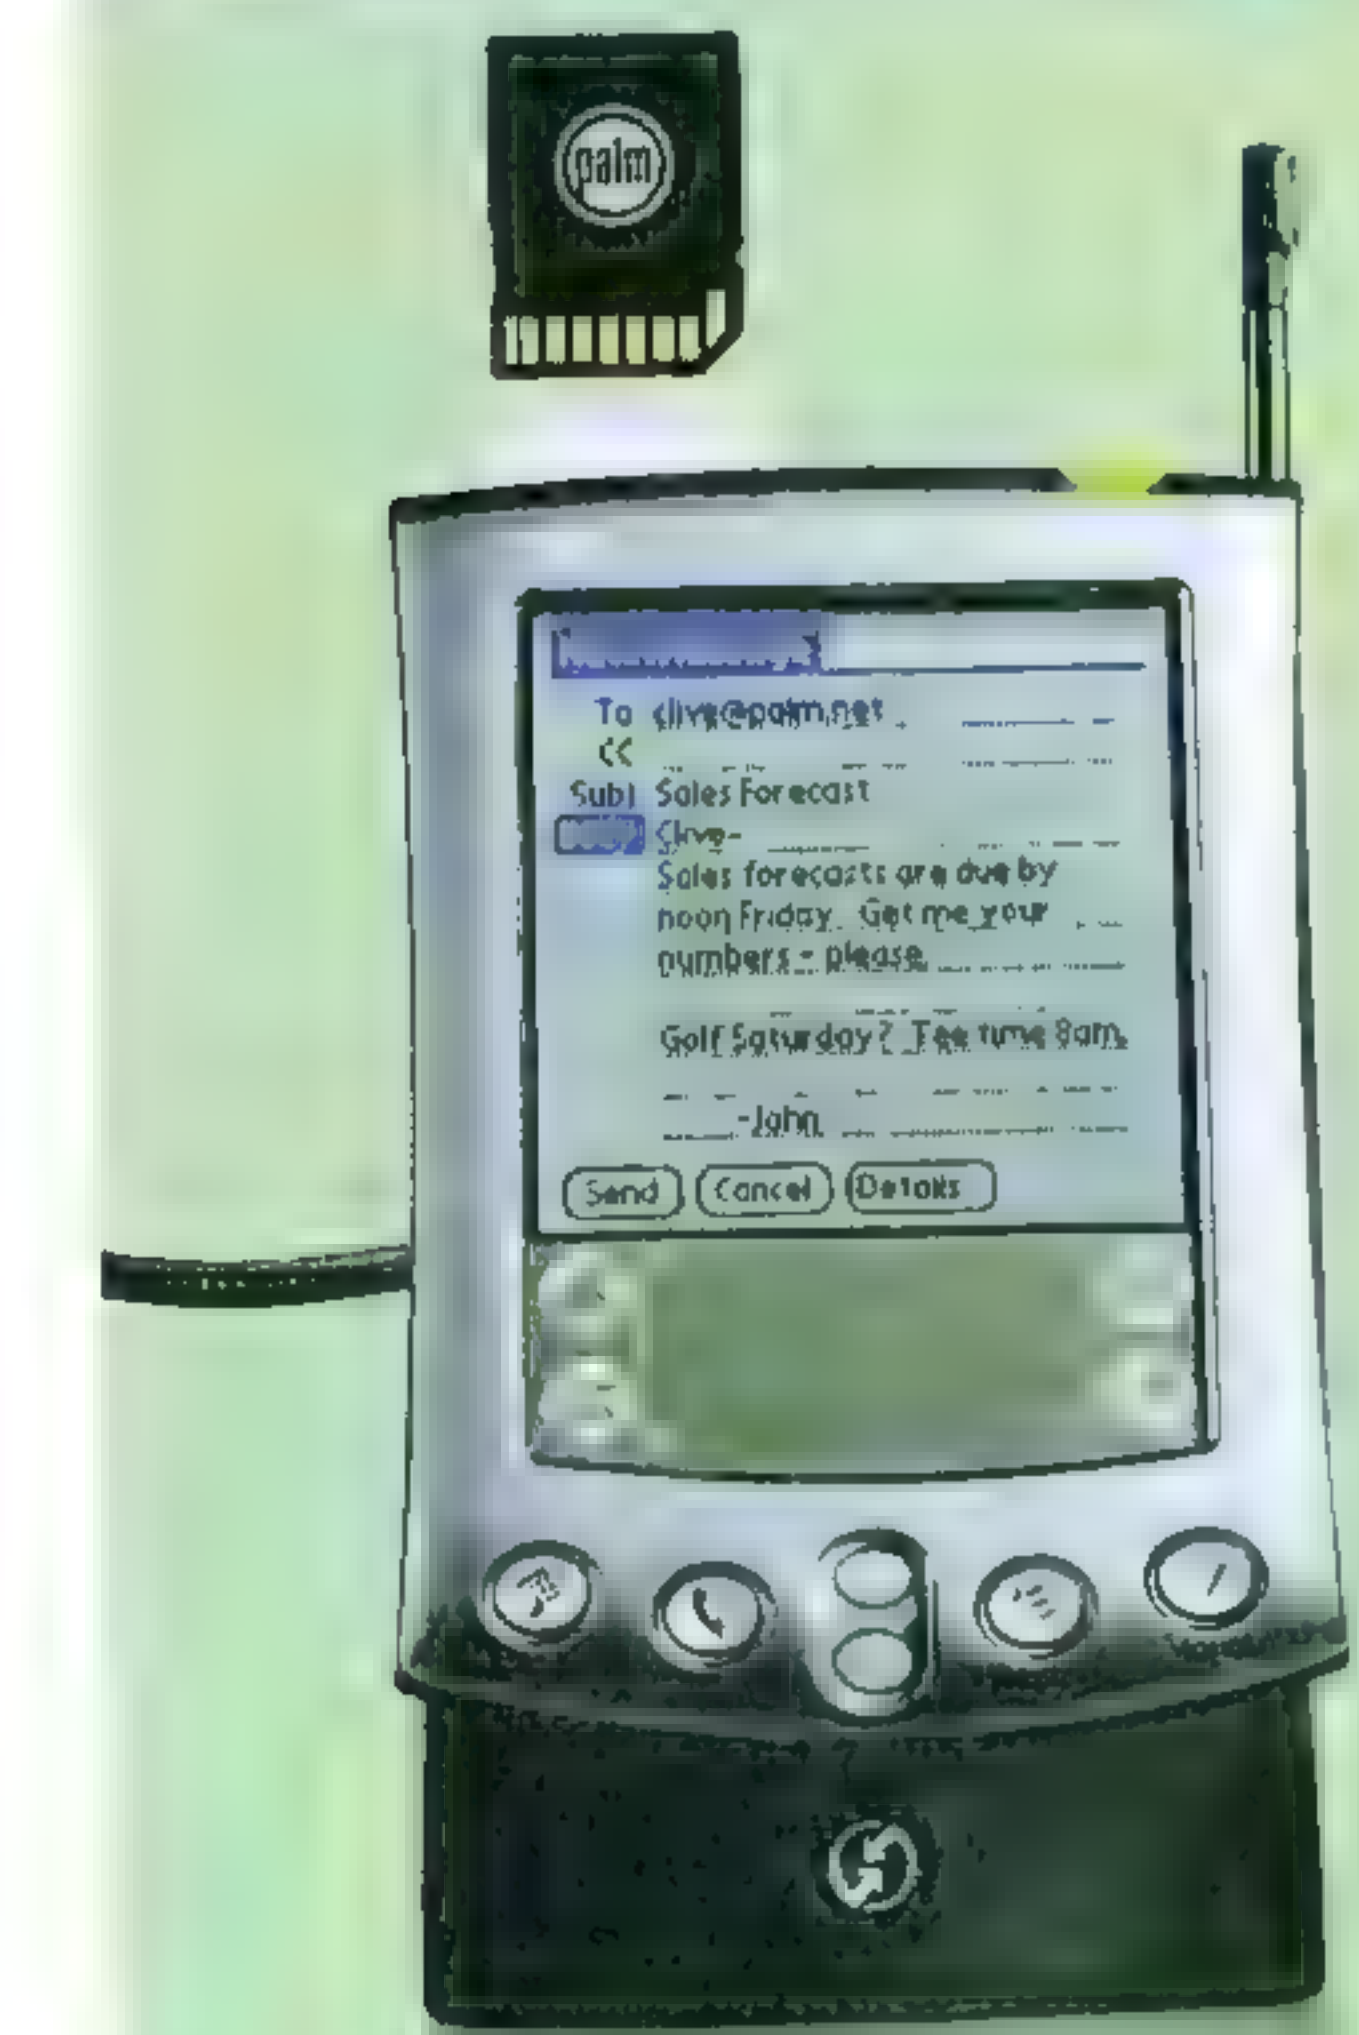 palm
To clive@palm.net
CC
Subj Sales Forecast
Clive-
Sales forecasts are due by
noon Friday. Get me your
numbers - please.
Golf Saturday? Tee time 8am.
-John
Send Cancel Details